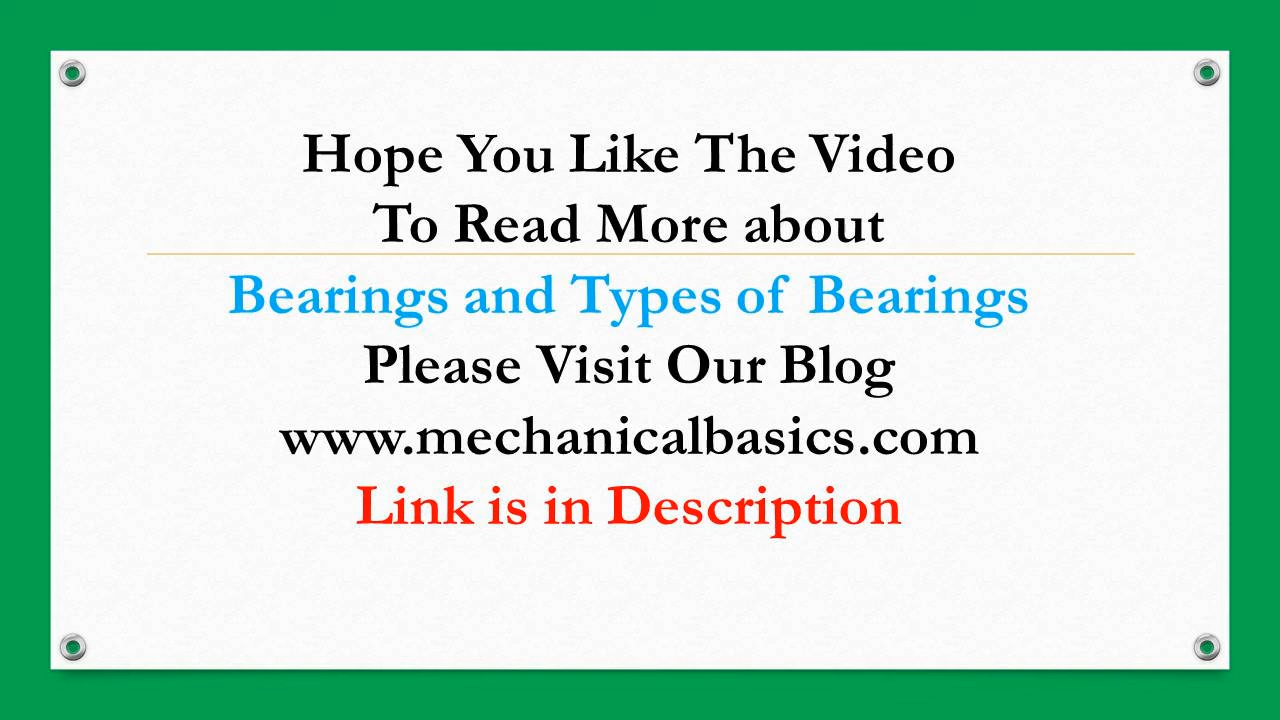 Hope You Like The Video
To Read More about
Bearings and Types of Bearings
Please Visit Our Blog
www.mechanicalbasics.com
Link is in Description